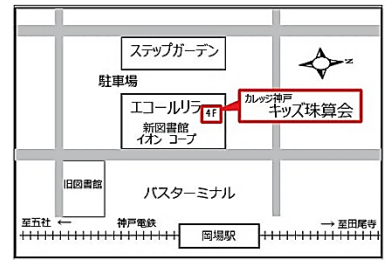 ステップガーデン
駐車場
N
カレッジ神戸
キッズ珠算会
エコールリラ
4F
新図書館
イオン コープ
旧図書館
バスターミナル
至五社 ←
神戸電鉄
→ 至田尾寺
岡場駅